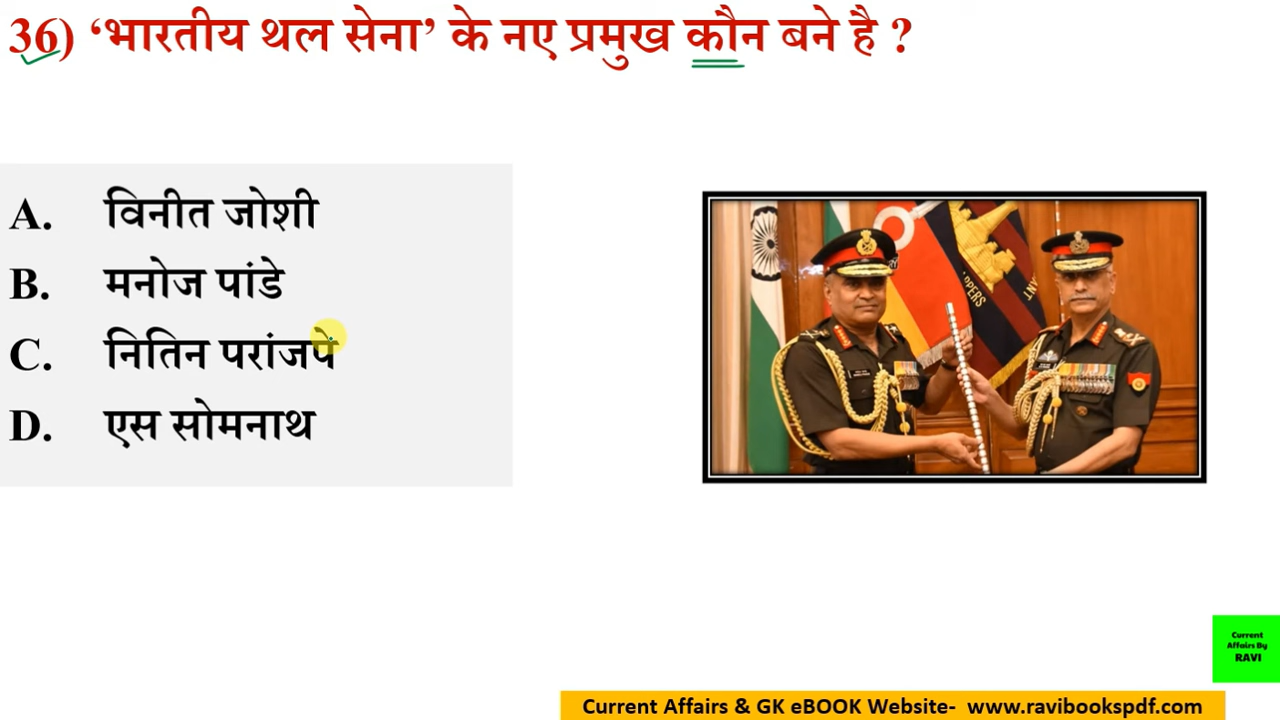 36) ‘भारतीय थल सेना’ के नए प्रमुख कौन बने है ?
A. विनीत जोशी
B. मनोज पांडे
C. नितिन परांजपे
D. एस सोमनाथ
Current
Affairs By
RAVI
Current Affairs & GK eBOOK Website- www.ravibookspdf.com